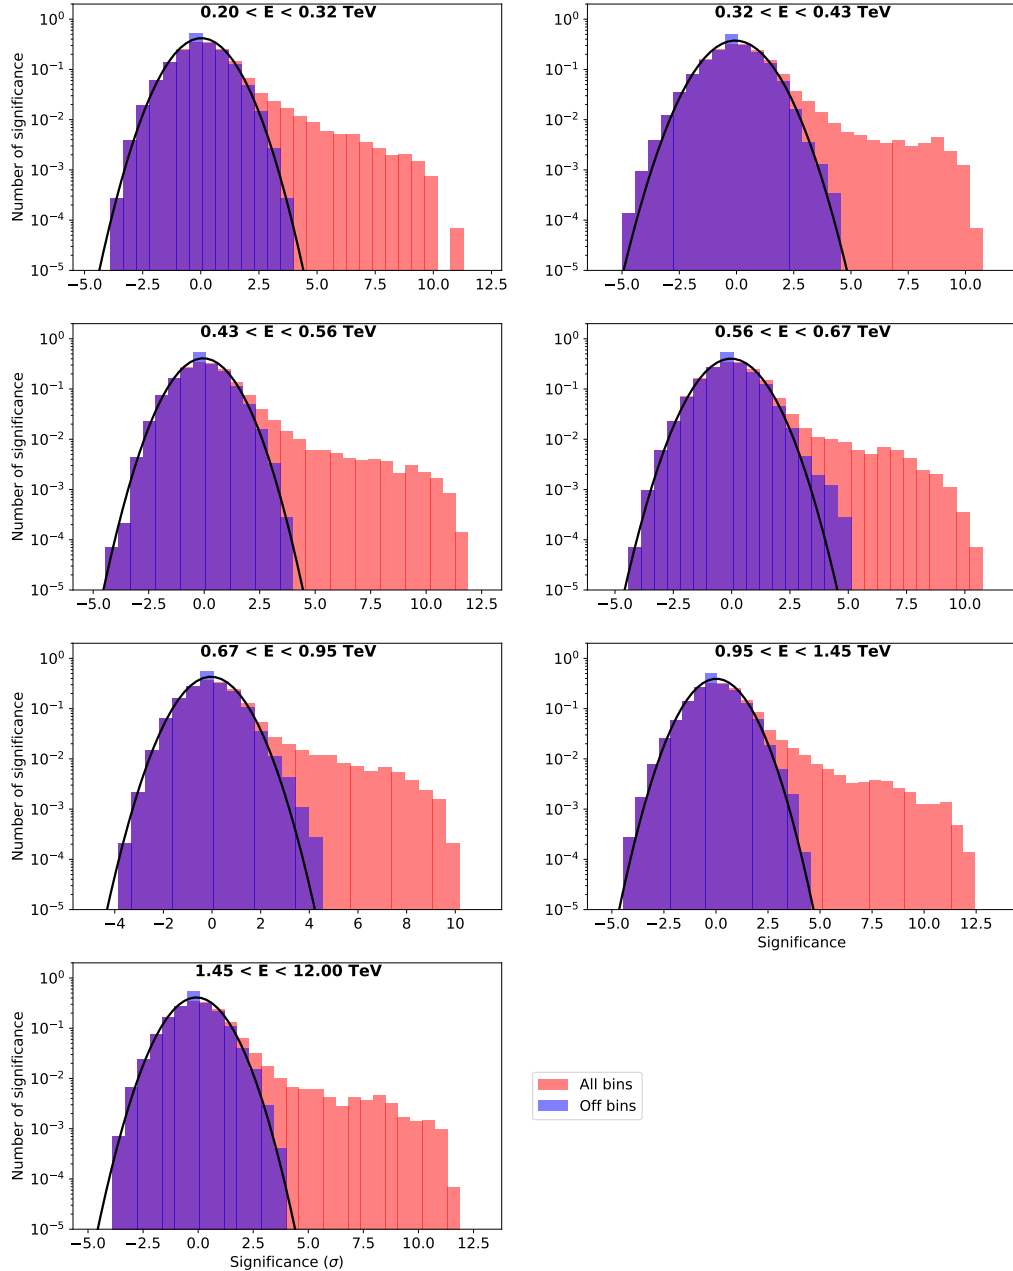 0.20 < E < 0.32 TeV
Number of significance
10⁰
10⁻¹
10⁻²
10⁻³
10⁻⁴
10⁻⁵
−5.0 −2.5 0.0 2.5 5.0 7.5 10.0 12.5
0.32 < E < 0.43 TeV
10⁰
10⁻¹
10⁻²
10⁻³
10⁻⁴
10⁻⁵
−5.0 −2.5 0.0 2.5 5.0 7.5 10.0
0.43 < E < 0.56 TeV
Number of significance
10⁰
10⁻¹
10⁻²
10⁻³
10⁻⁴
10⁻⁵
−5.0 −2.5 0.0 2.5 5.0 7.5 10.0 12.5
0.56 < E < 0.67 TeV
10⁰
10⁻¹
10⁻²
10⁻³
10⁻⁴
10⁻⁵
−5.0 −2.5 0.0 2.5 5.0 7.5 10.0
0.67 < E < 0.95 TeV
Number of significance
10⁰
10⁻¹
10⁻²
10⁻³
10⁻⁴
10⁻⁵
−4 −2 0 2 4 6 8 10
0.95 < E < 1.45 TeV
10⁰
10⁻¹
10⁻²
10⁻³
10⁻⁴
10⁻⁵
−5.0 −2.5 0.0 2.5 5.0 7.5 10.0 12.5
Significance
1.45 < E < 12.00 TeV
Number of significance
10⁰
10⁻¹
10⁻²
10⁻³
10⁻⁴
10⁻⁵
−5.0 −2.5 0.0 2.5 5.0 7.5 10.0 12.5
Significance (σ)
All bins
Off bins